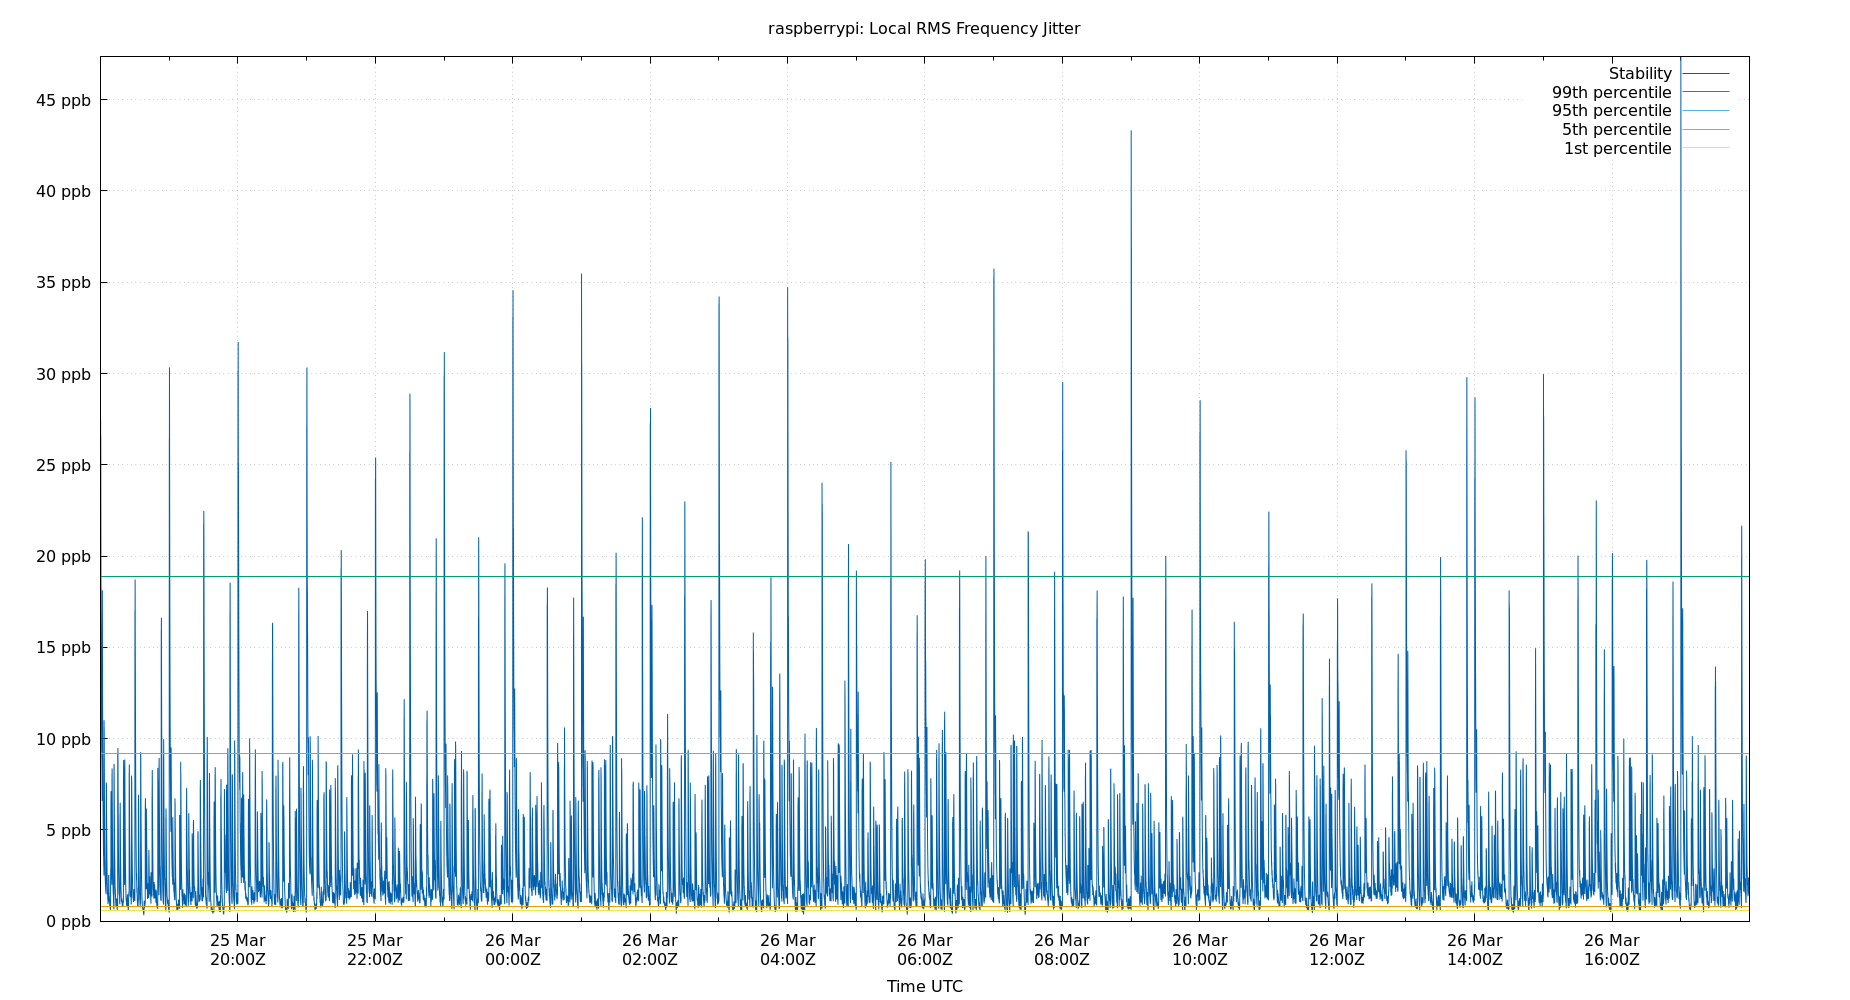 raspberrypi: Local RMS Frequency Jitter
Stability
99th percentile
95th percentile
5th percentile
1st percentile
45 ppb
40 ppb
35 ppb
30 ppb
25 ppb
20 ppb
15 ppb
10 ppb
5 ppb
0 ppb
25 Mar 25 Mar 26 Mar 26 Mar 26 Mar 26 Mar 26 Mar 26 Mar 26 Mar 26 Mar 26 Mar
20:00Z 22:00Z 00:00Z 02:00Z 04:00Z 06:00Z 08:00Z 10:00Z 12:00Z 14:00Z 16:00Z
Time UTC